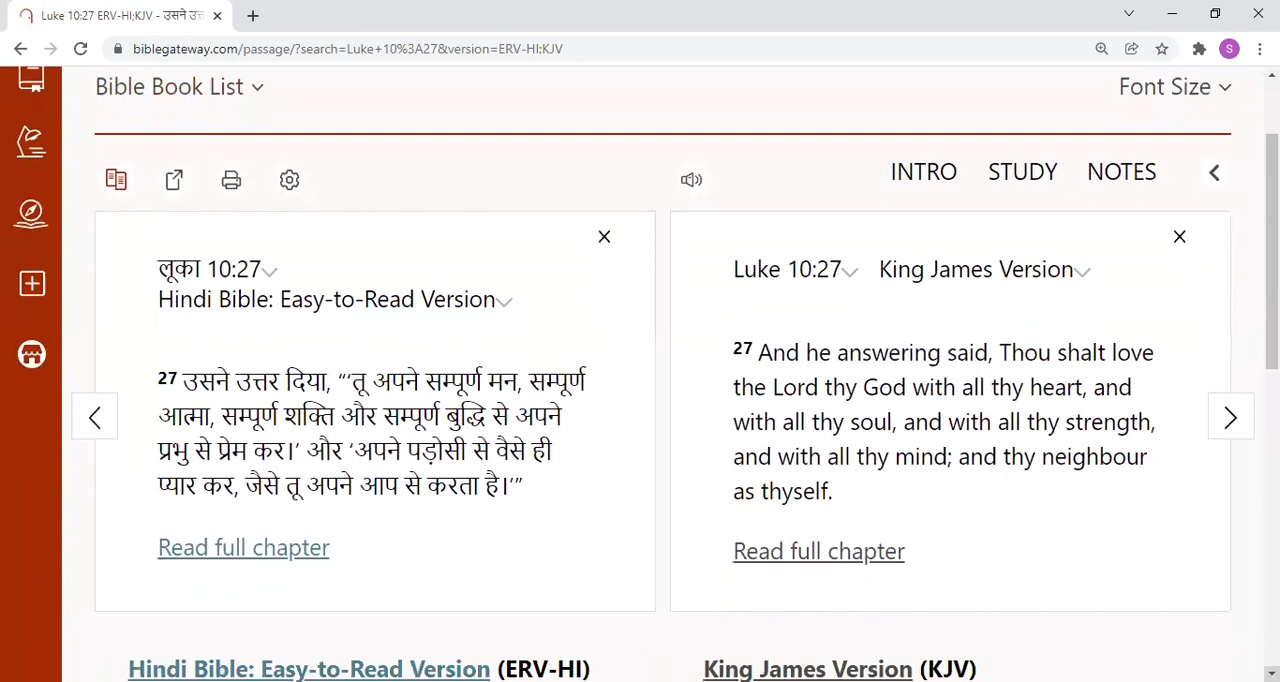 Luke 10:27 ERV-HI;KJV - उसने उत्त
biblegateway.com/passage/?search=Luke+10%3A27&version=ERV-HI;KJV
S
Bible Book List
Font Size
INTRO STUDY NOTES
लूका 10:27
Hindi Bible: Easy-to-Read Version
27 उसने उत्तर दिया, “‘तू अपने सम्पूर्ण मन, सम्पूर्ण
आत्मा, सम्पूर्ण शक्ति और सम्पूर्ण बुद्धि से अपने
प्रभु से प्रेम कर।’ और ‘अपने पड़ोसी से वैसे ही
प्यार कर, जैसे तू अपने आप से करता है।’”
Read full chapter
Luke 10:27 King James Version
27 And he answering said, Thou shalt love
the Lord thy God with all thy heart, and
with all thy soul, and with all thy strength,
and with all thy mind; and thy neighbour
as thyself.
Read full chapter
Hindi Bible: Easy-to-Read Version (ERV-HI)
King James Version (KJV)